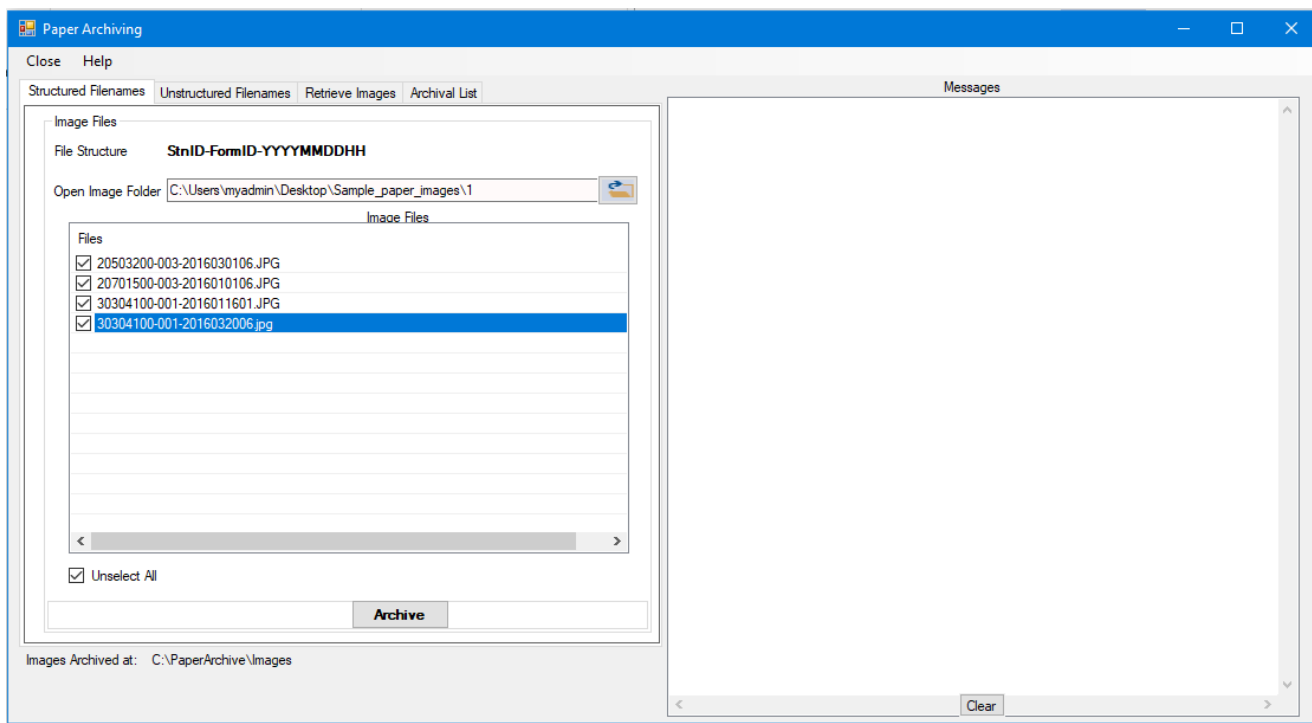 Paper Archiving
Close Help
Structured Filenames Unstructured Filenames Retrieve Images Archival List
Messages
Image Files
File Structure StnID-FormID-YYYYMMDDHH
Open Image Folder C:\Users\myadmin\Desktop\Sample_paper_images\1
Image Files
Files
20503200-003-2016030106.JPG
20701500-003-2016010106.JPG
30304100-001-2016011601.JPG
30304100-001-2016032006.jpg
Unselect All
Archive
Images Archived at: C:\PaperArchive\Images
Clear